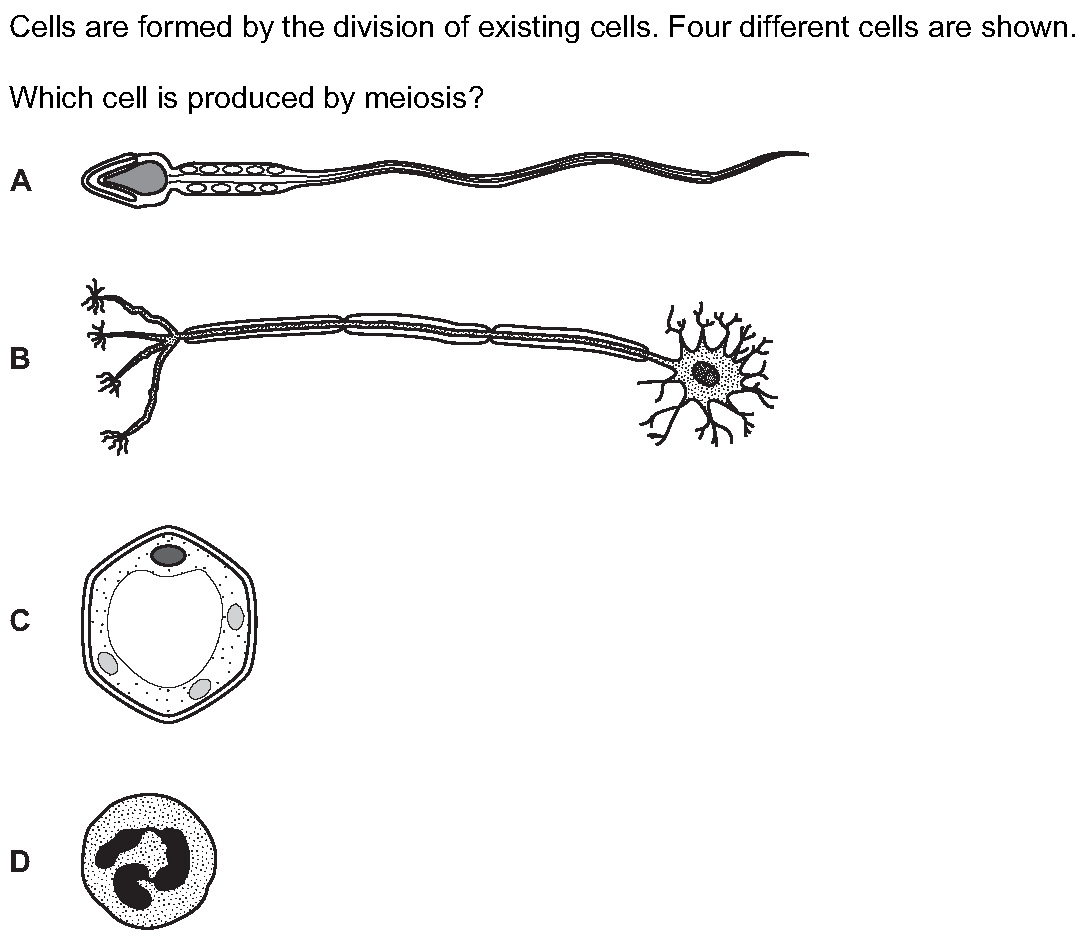 Cells are formed by the division of existing cells. Four different cells are shown.
Which cell is produced by meiosis?
A
B
C
D